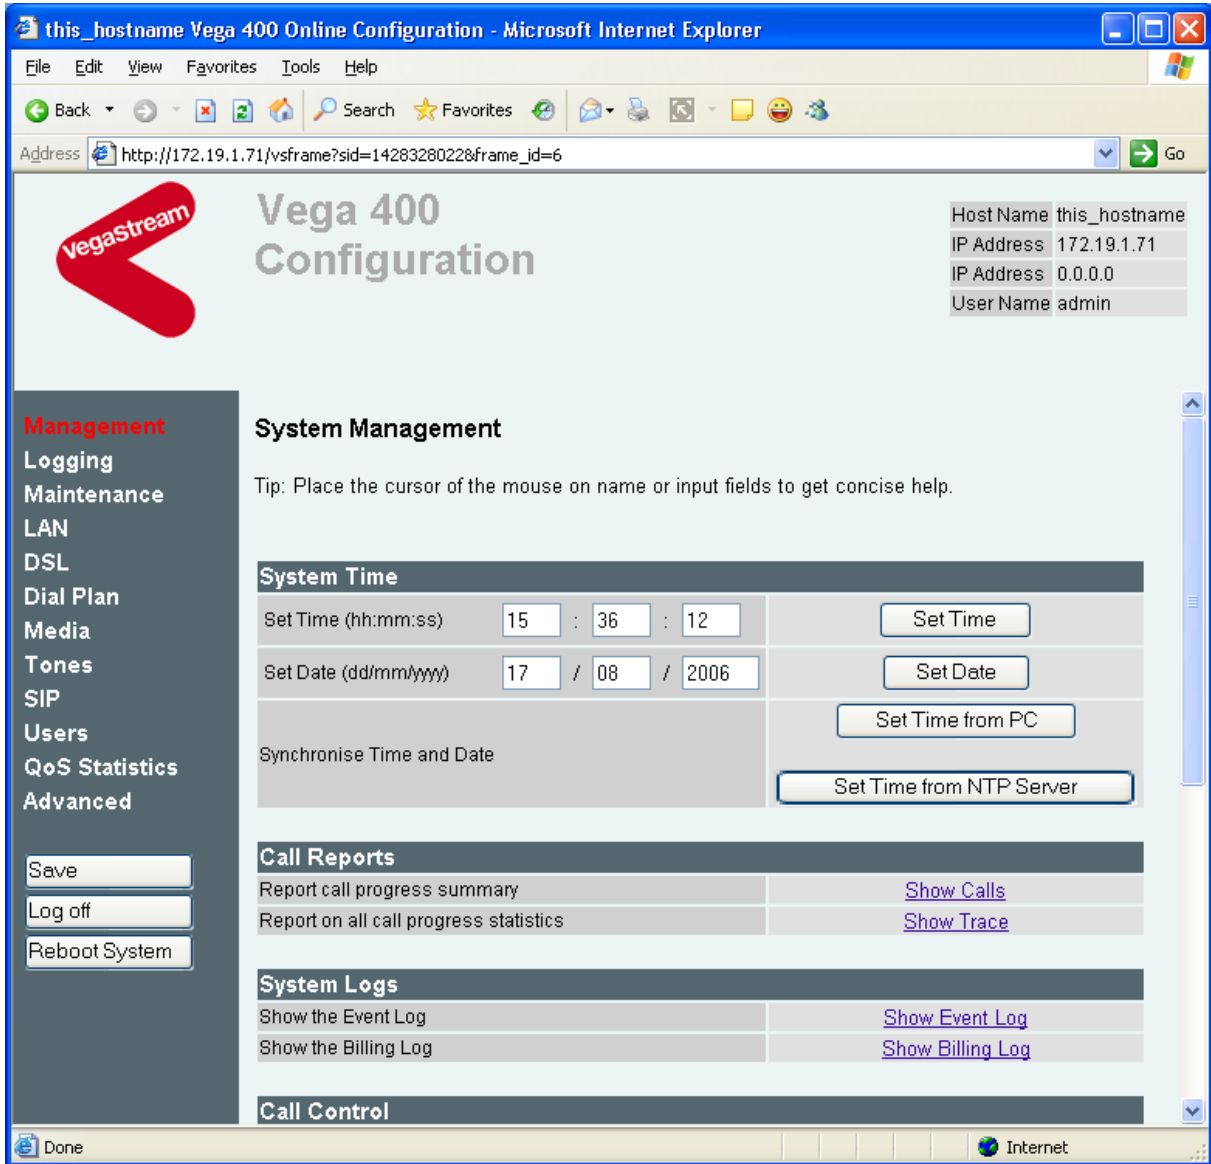 this_hostname Vega 400 Online Configuration - Microsoft Internet Explorer
File Edit View Favorites Tools Help
Back Search Favorites
Address http://172.19.1.71/vsframe?sid=1428328022&frame_id=6 Go
vegastream
Vega 400
Configuration
Host Name this_hostname
IP Address 172.19.1.71
IP Address 0.0.0.0
User Name admin
Management
Logging
Maintenance
LAN
DSL
Dial Plan
Media
Tones
SIP
Users
QoS Statistics
Advanced
Save
Log off
Reboot System
System Management
Tip: Place the cursor of the mouse on name or input fields to get concise help.
System Time
Set Time (hh:mm:ss) 15 : 36 : 12 Set Time
Set Date (dd/mm/yyyy) 17 / 08 / 2006 Set Date
Synchronise Time and Date
Set Time from PC
Set Time from NTP Server
Call Reports
Report call progress summary Show Calls
Report on all call progress statistics Show Trace
System Logs
Show the Event Log Show Event Log
Show the Billing Log Show Billing Log
Call Control
Done Internet